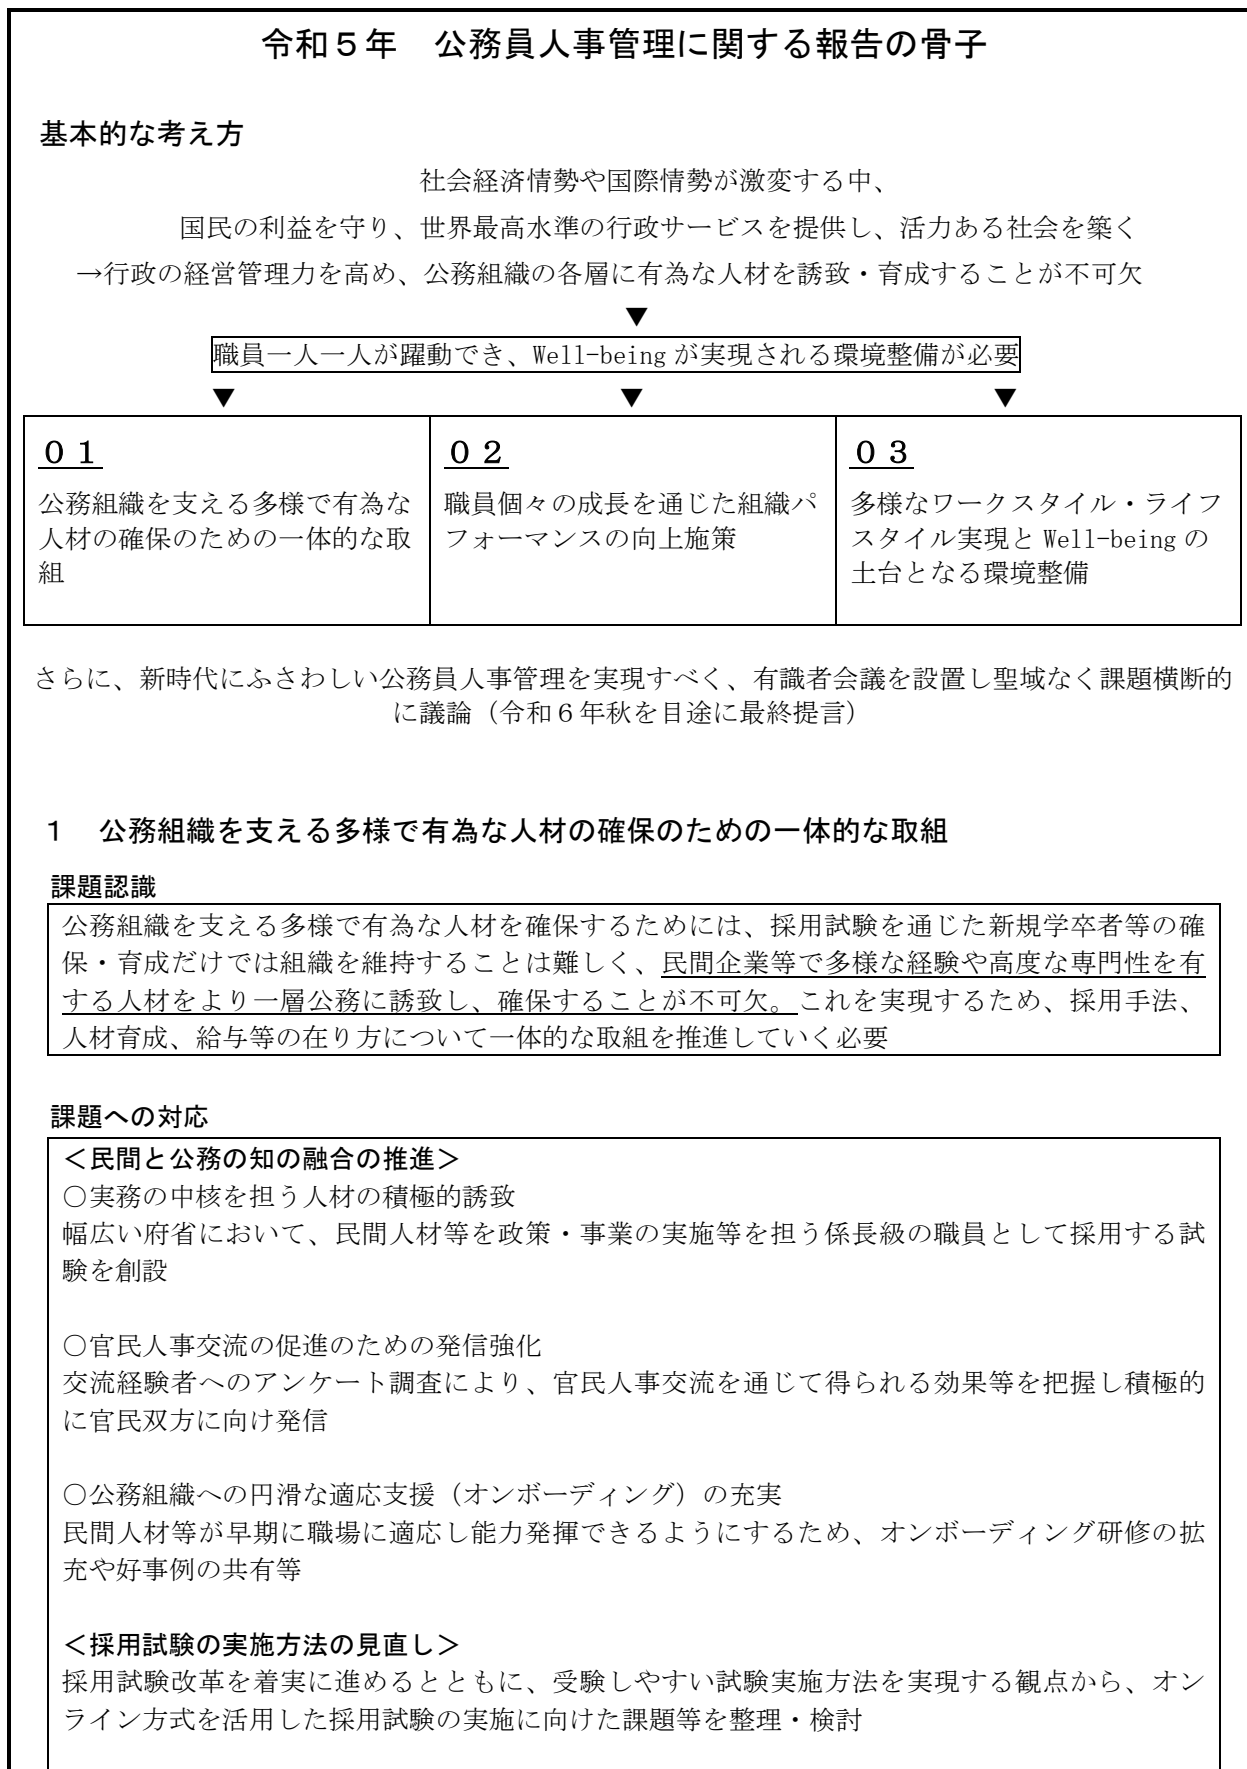 令和５年　公務員人事管理に関する報告の骨子
基本的な考え方
社会経済情勢や国際情勢が激変する中、
国民の利益を守り、世界最高水準の行政サービスを提供し、活力ある社会を築く
→行政の経営管理力を高め、公務組織の各層に有為な人材を誘致・育成することが不可欠
▼
職員一人一人が躍動でき、Well-being が実現される環境整備が必要
▼ ▼ ▼
０１
公務組織を支える多様で有為な
人材の確保のための一体的な取
組
０２
職員個々の成長を通じた組織パ
フォーマンスの向上施策
０３
多様なワークスタイル・ライフ
スタイル実現と Well-being の
土台となる環境整備
さらに、新時代にふさわしい公務員人事管理を実現すべく、有識者会議を設置し聖域なく課題横断的
に議論（令和６年秋を目途に最終提言）
１　公務組織を支える多様で有為な人材の確保のための一体的な取組
課題認識
公務組織を支える多様で有為な人材を確保するためには、採用試験を通じた新規学卒者等の確
保・育成だけでは組織を維持することは難しく、民間企業等で多様な経験や高度な専門性を有
する人材をより一層公務に誘致し、確保することが不可欠。これを実現するため、採用手法、
人材育成、給与等の在り方について一体的な取組を推進していく必要
課題への対応
＜民間と公務の知の融合の推進＞
○実務の中核を担う人材の積極的誘致
幅広い府省において、民間人材等を政策・事業の実施等を担う係長級の職員として採用する試
験を創設
○官民人事交流の促進のための発信強化
交流経験者へのアンケート調査により、官民人事交流を通じて得られる効果等を把握し積極的
に官民双方に向け発信
○公務組織への円滑な適応支援（オンボーディング）の充実
民間人材等が早期に職場に適応し能力発揮できるようにするため、オンボーディング研修の拡
充や好事例の共有等
＜採用試験の実施方法の見直し＞
採用試験改革を着実に進めるとともに、受験しやすい試験実施方法を実現する観点から、オン
ライン方式を活用した採用試験の実施に向けた課題等を整理・検討